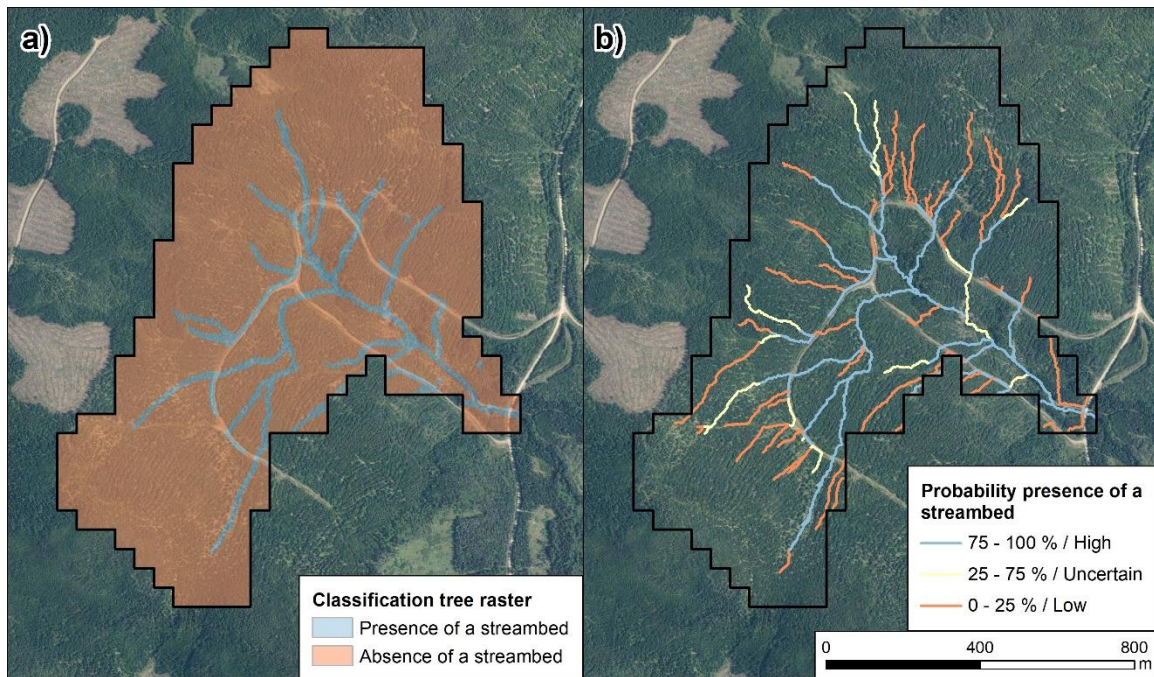 a)
Classification tree raster
Presence of a streambed
Absence of a streambed
b)
Probability presence of a
streambed
75 - 100 % / High
25 - 75 % / Uncertain
0 - 25 % / Low
0 400 800
m